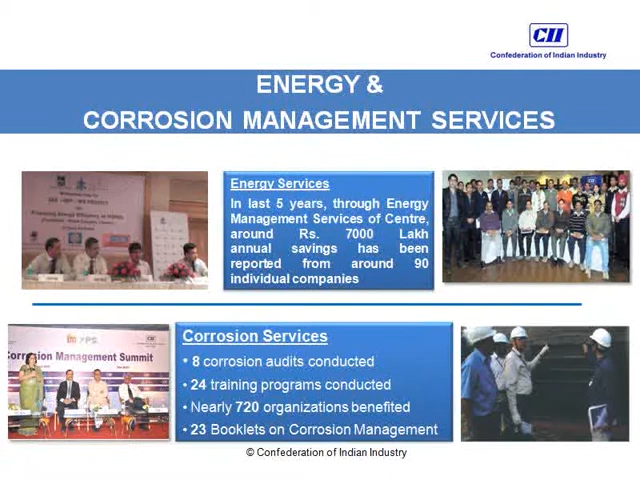 CII
Confederation of Indian Industry
ENERGY &
CORROSION MANAGEMENT SERVICES
Energy Services
In last 5 years, through Energy
Management Services of Centre,
around Rs. 7000 Lakh
annual savings has been
reported from around 90
individual companies
Corrosion Management Summit
Corrosion Services
• 8 corrosion audits conducted
• 24 training programs conducted
• Nearly 720 organizations benefited
• 23 Booklets on Corrosion Management
© Confederation of Indian Industry